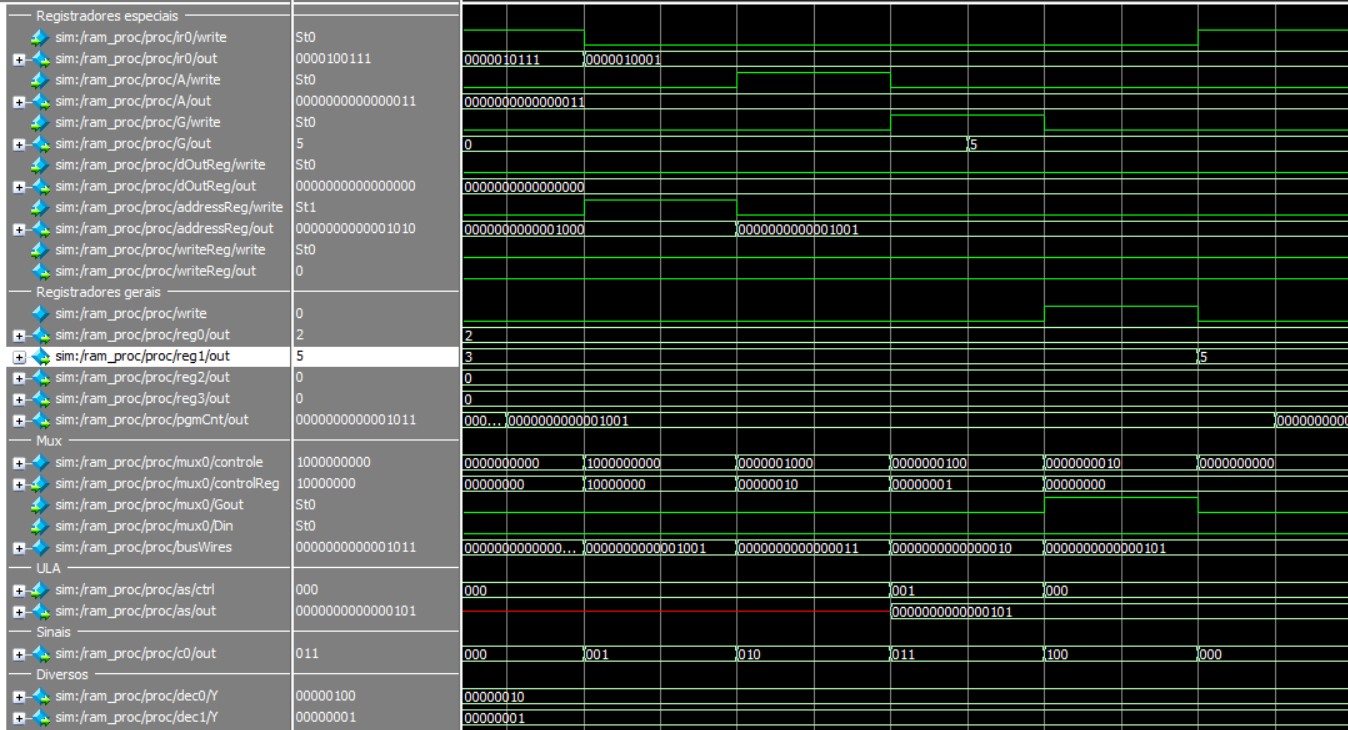 Registradores especiais
sim:/ram_proc/proc/ir0/write St0
sim:/ram_proc/proc/ir0/out 0000100111 0000010111 0000010001
sim:/ram_proc/proc/A/write St0
sim:/ram_proc/proc/A/out 0000000000000011 0000000000000011
sim:/ram_proc/proc/G/write St0
sim:/ram_proc/proc/G/out 5 0 5
sim:/ram_proc/proc/dOutReg/write St0
sim:/ram_proc/proc/dOutReg/out 0000000000000000 0000000000000000
sim:/ram_proc/proc/addressReg/write St1
sim:/ram_proc/proc/addressReg/out 0000000000001010 0000000000001000 0000000000001001
sim:/ram_proc/proc/writeReg/write St0
sim:/ram_proc/proc/writeReg/out 0
Registradores gerais
sim:/ram_proc/proc/write 0
sim:/ram_proc/proc/reg0/out 2 2
sim:/ram_proc/proc/reg1/out 5 3 5
sim:/ram_proc/proc/reg2/out 0 0
sim:/ram_proc/proc/reg3/out 0 0
sim:/ram_proc/proc/pgmCnt/out 0000000000001011 000... 0000000000001001 0000000000
Mux
sim:/ram_proc/proc/mux0/controle 1000000000 0000000000 1000000000 0000001000 0000000100 0000000010 0000000000
sim:/ram_proc/proc/mux0/controlReg 10000000 00000000 10000000 00000010 00000001 00000000
sim:/ram_proc/proc/mux0/Gout St0
sim:/ram_proc/proc/mux0/Din St0
sim:/ram_proc/proc/busWires 0000000000001011 0000000000000... 0000000000001001 0000000000000011 0000000000000010 0000000000000101
ULA
sim:/ram_proc/proc/as/ctrl 000 000 001 000
sim:/ram_proc/proc/as/out 0000000000000101 0000000000000101
Sinais
sim:/ram_proc/proc/c0/out 011 000 001 010 011 100 000
Diversos
sim:/ram_proc/proc/dec0/Y 00000100 00000010
sim:/ram_proc/proc/dec1/Y 00000001 00000001